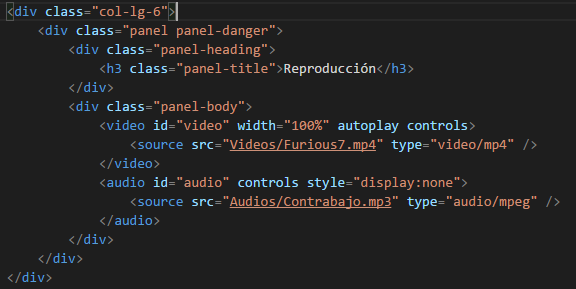 <div class="col-lg-6">
<div class="panel panel-danger">
<div class="panel-heading">
<h3 class="panel-title">Reproducción</h3>
</div>
<div class="panel-body">
<video id="video" width="100%" autoplay controls>
<source src="Videos/Furious7.mp4" type="video/mp4" />
</video>
<audio id="audio" controls style="display:none">
<source src="Audios/Contrabajo.mp3" type="audio/mpeg" />
</audio>
</div>
</div>
</div>